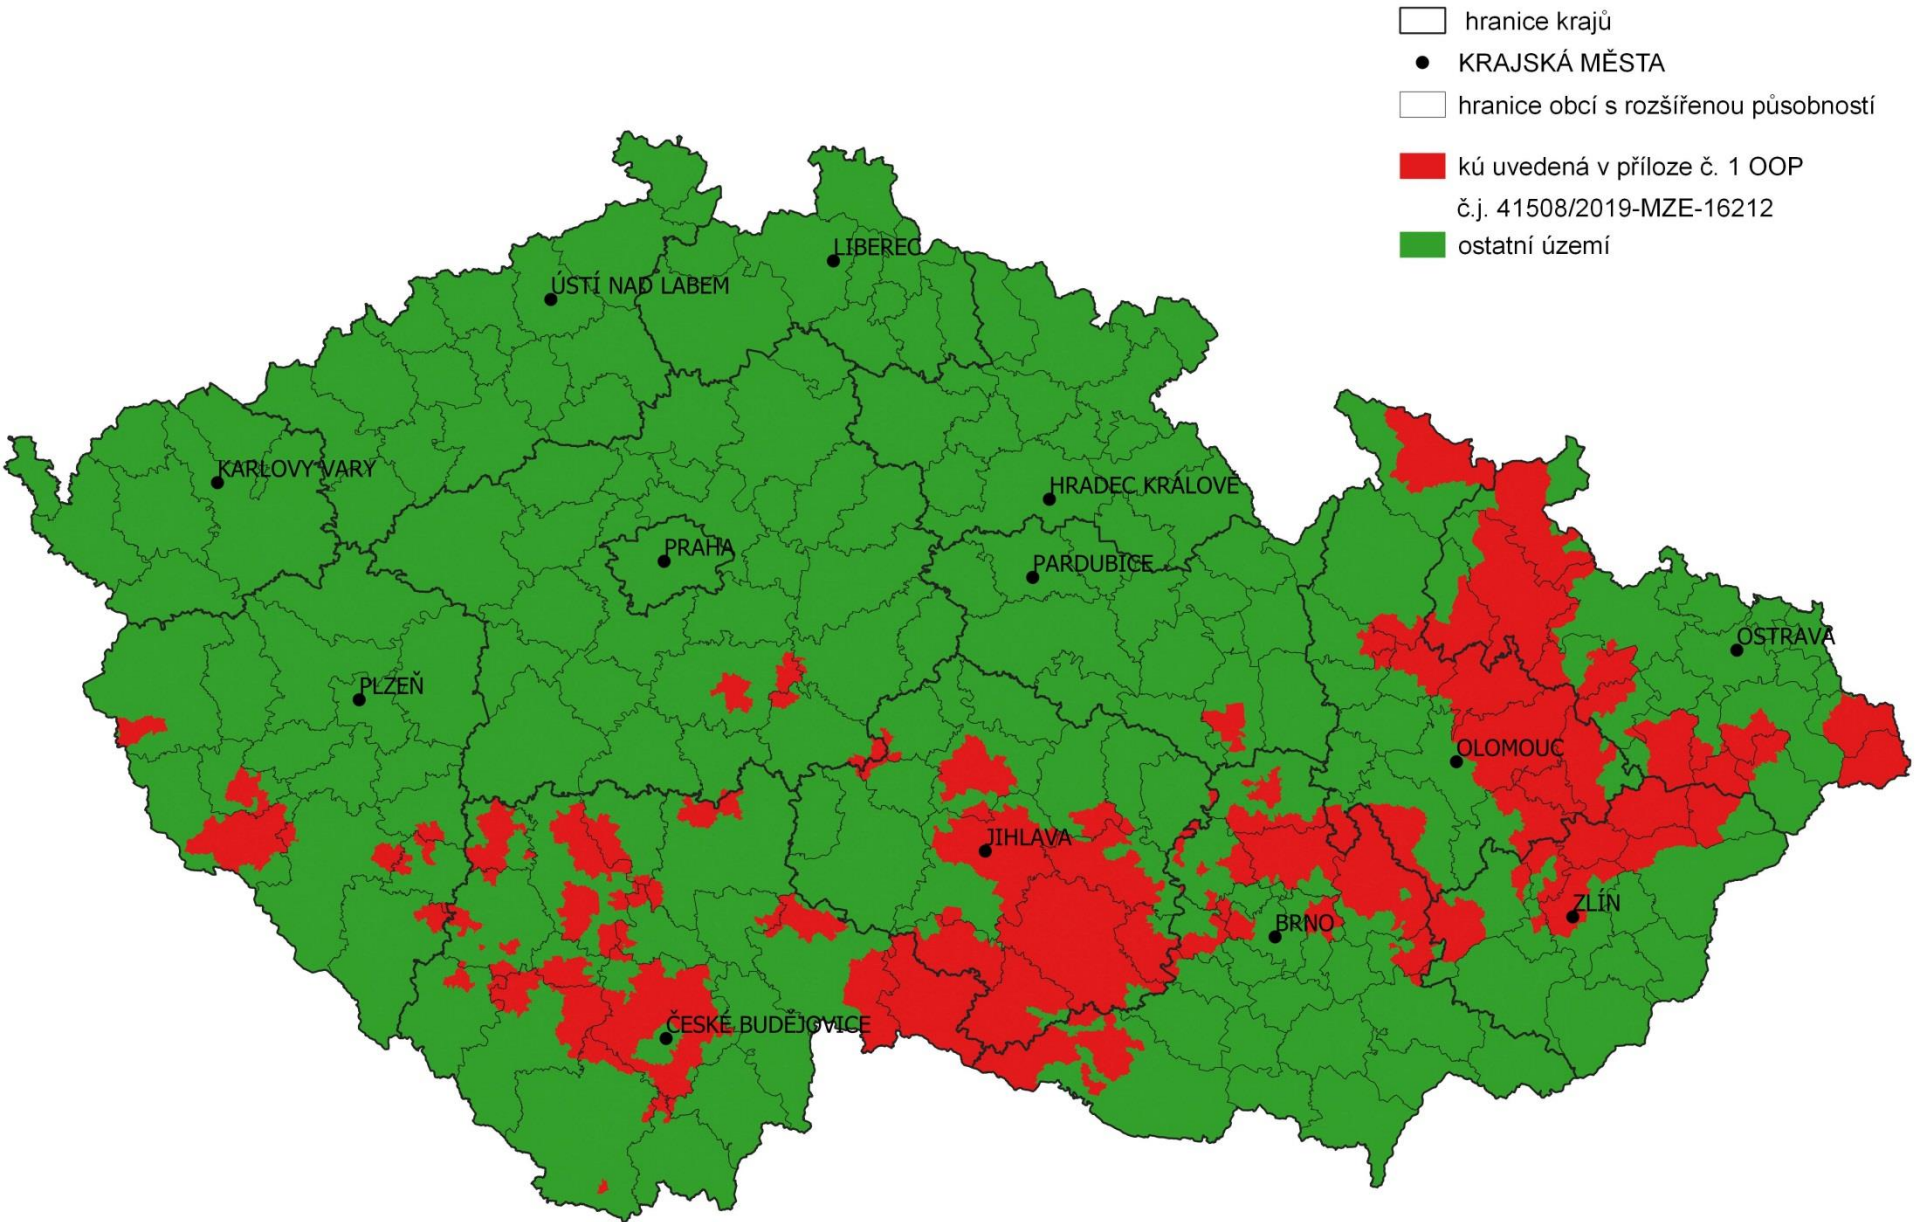 hranice krajů
KRAJSKÁ MĚSTA
hranice obcí s rozšířenou působností
kú uvedená v příloze č. 1 OOP
č.j. 41508/2019-MZE-16212
ostatní území
LIBEREC
ÚSTÍ NAD LABEM
KARLOVY VARY
HRADEC KRÁLOVÉ
PRAHA
PARDUBICE
OSTRAVA
PLZEŇ
OLOMOUC
JIHLAVA
ZLÍN
BRNO
ČESKÉ BUDĚJOVICE